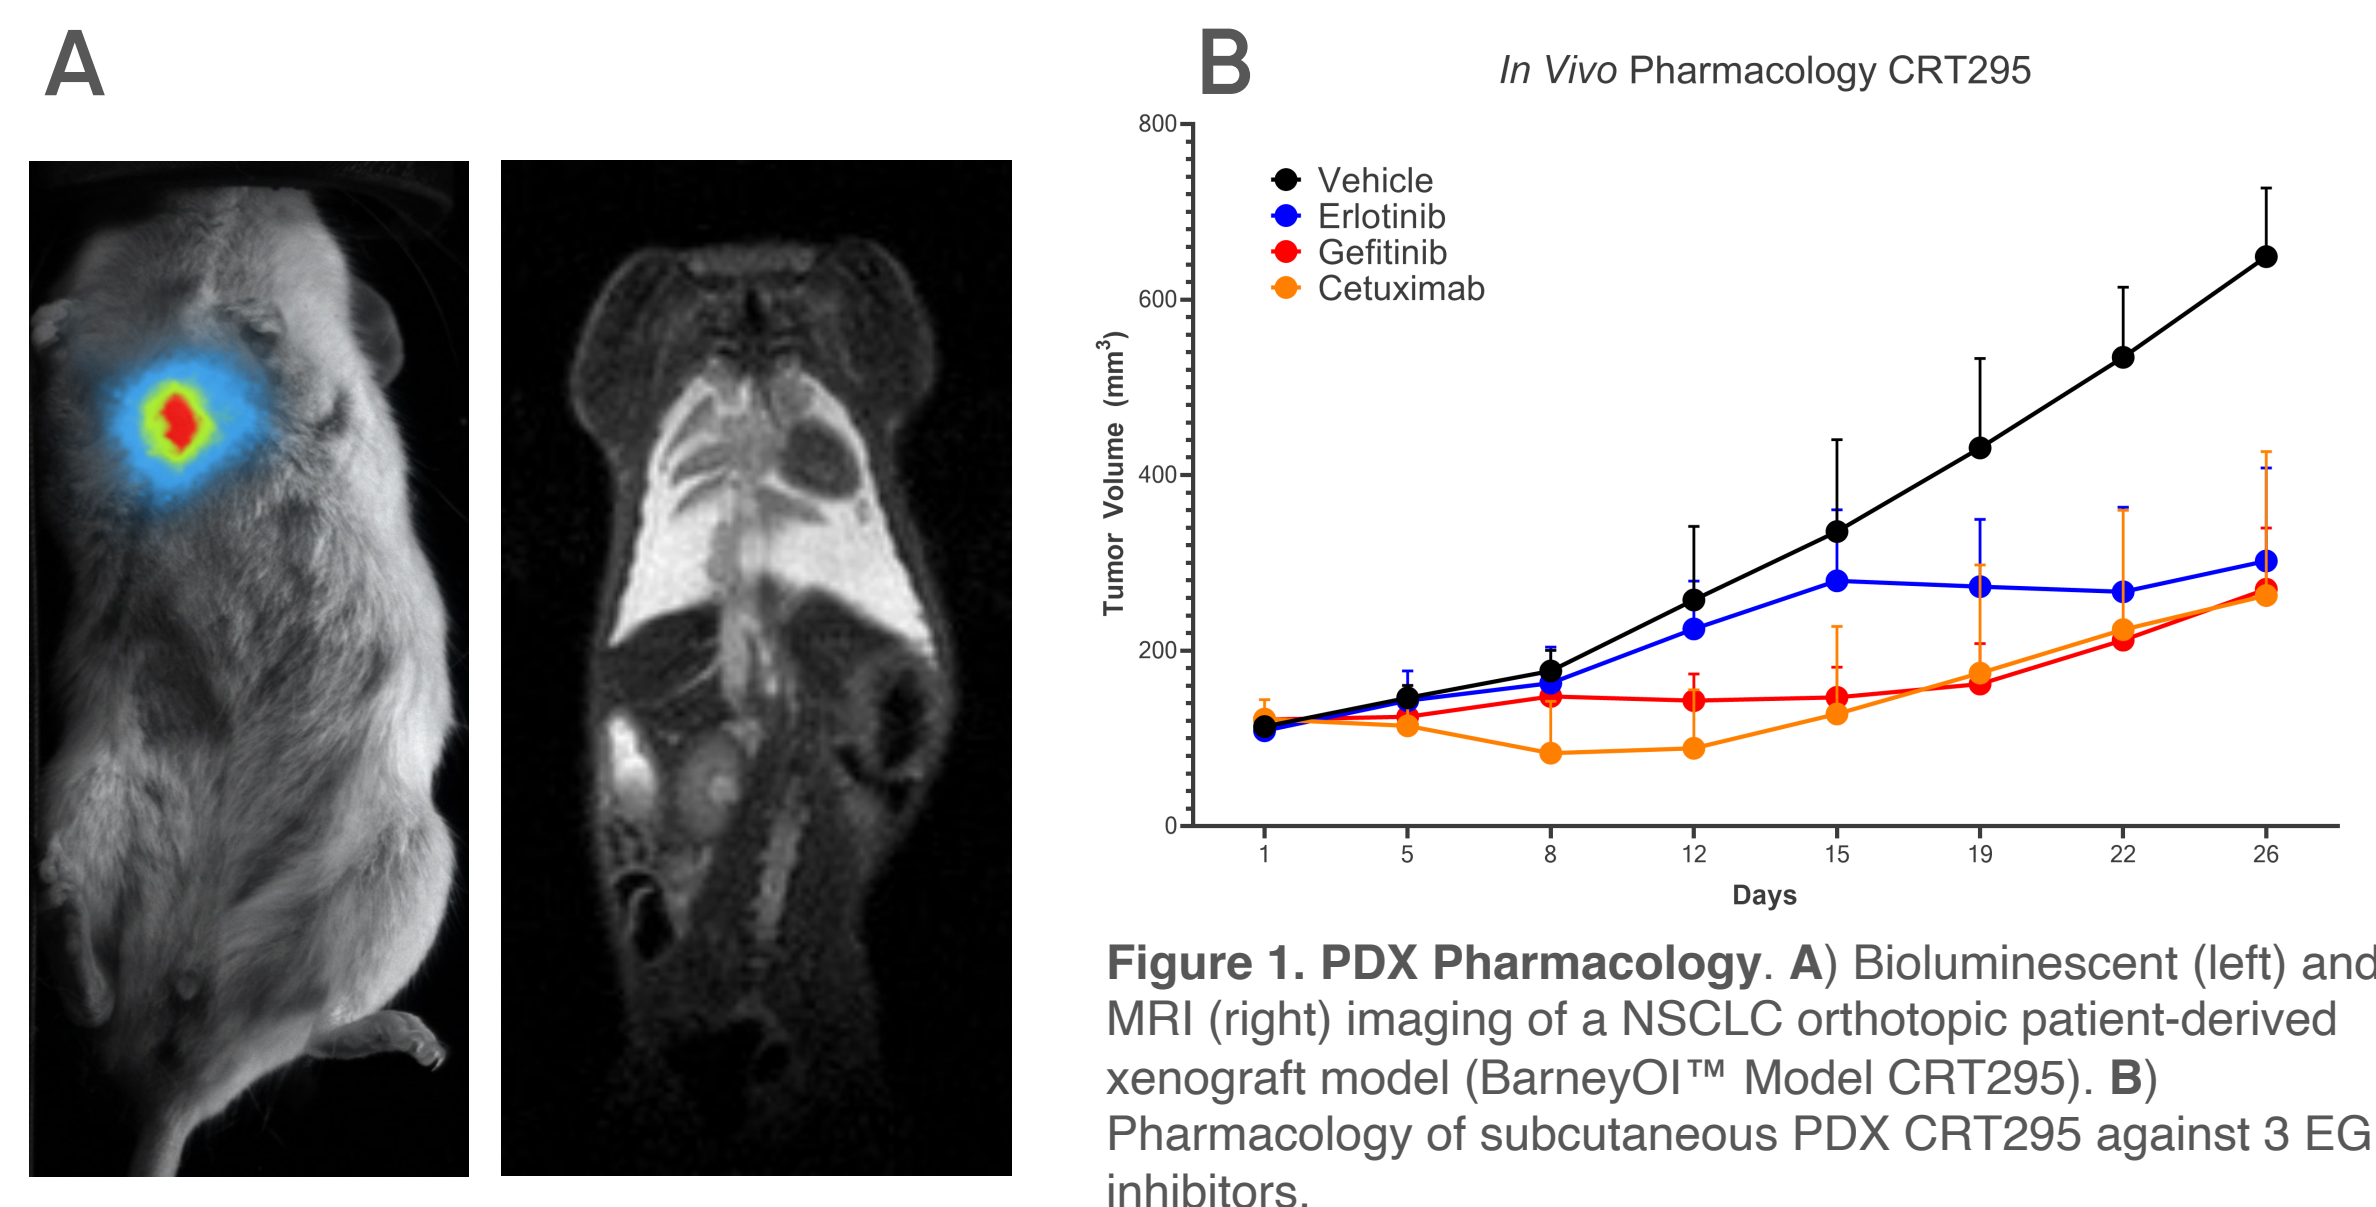 A
B
In Vivo Pharmacology CRT295
800
600
400
200
0
Tumor Volume (mm³)
Vehicle
Erlotinib
Gefitinib
Cetuximab
1 5 8 12 15 19 22 26
Days
Figure 1. PDX Pharmacology. A) Bioluminescent (left) and
MRI (right) imaging of a NSCLC orthotopic patient-derived
xenograft model (BarneyOI™ Model CRT295). B)
Pharmacology of subcutaneous PDX CRT295 against 3 EG
inhibitors.